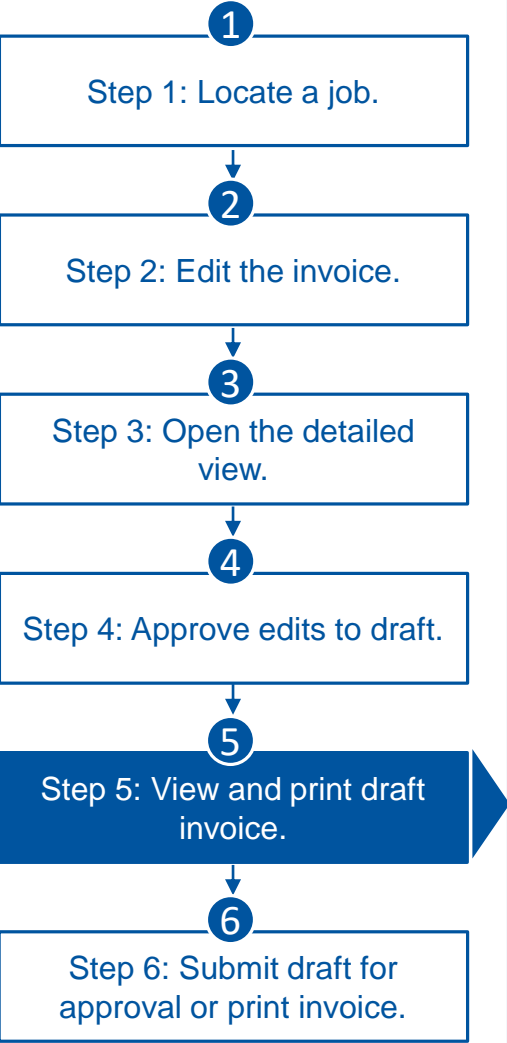 1
Step 1: Locate a job.
2
Step 2: Edit the invoice.
3
Step 3: Open the detailed
view.
4
Step 4: Approve edits to draft.
5
Step 5: View and print draft
invoice.
6
Step 6: Submit draft for
approval or print invoice.